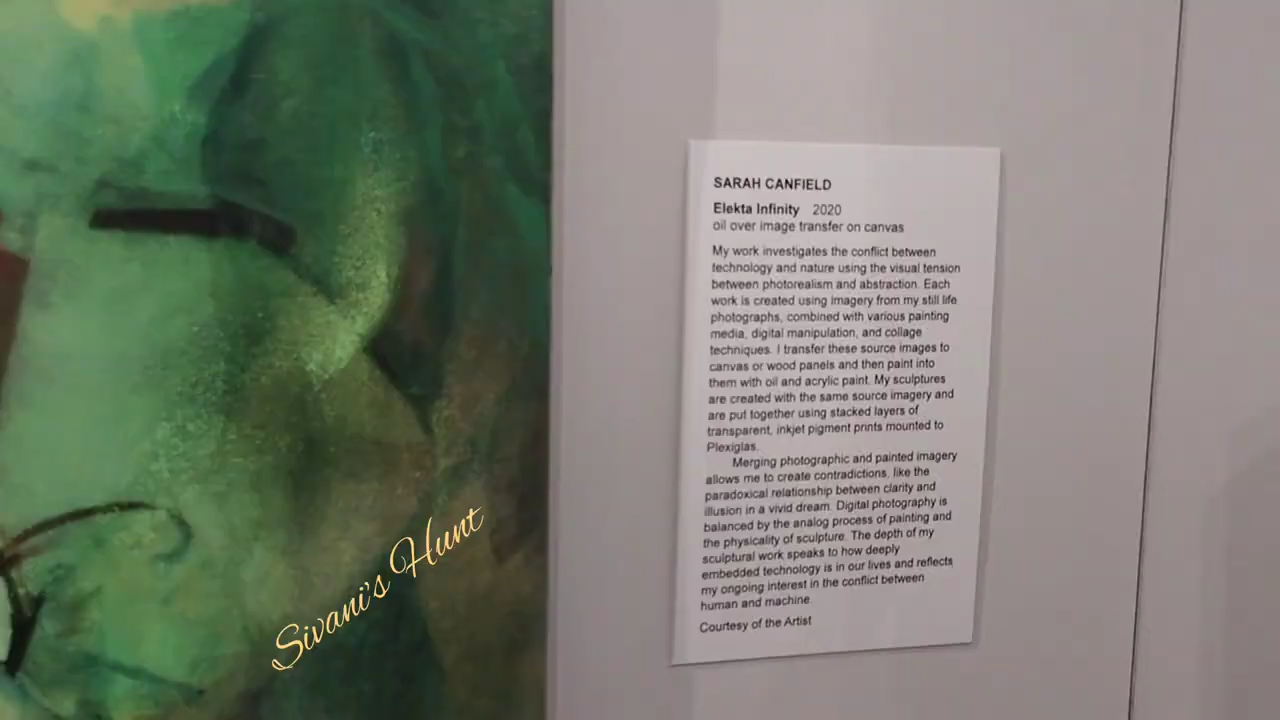 SARAH CANFIELD
Elekta Infinity 2020
oil over image transfer on canvas
My work investigates the conflict between
technology and nature using the visual tension
between photorealism and abstraction. Each
work is created using imagery from my still life
photographs, combined with various painting
media, digital manipulation, and collage
techniques. I transfer these source images to
canvas or wood panels and then paint into
them with oil and acrylic paint. My sculptures
are created with the same source imagery and
are put together using stacked layers of
transparent, inkjet pigment prints mounted to
Plexiglas.
Merging photographic and painted imagery
allows me to create contradictions, like the
paradoxical relationship between clarity and
illusion in a vivid dream. Digital photography is
balanced by the analog process of painting and
the physicality of sculpture. The depth of my
sculptural work speaks to how deeply
embedded technology is in our lives and reflects
my ongoing interest in the conflict between
human and machine.
Courtesy of the Artist
Sivani's Hunt